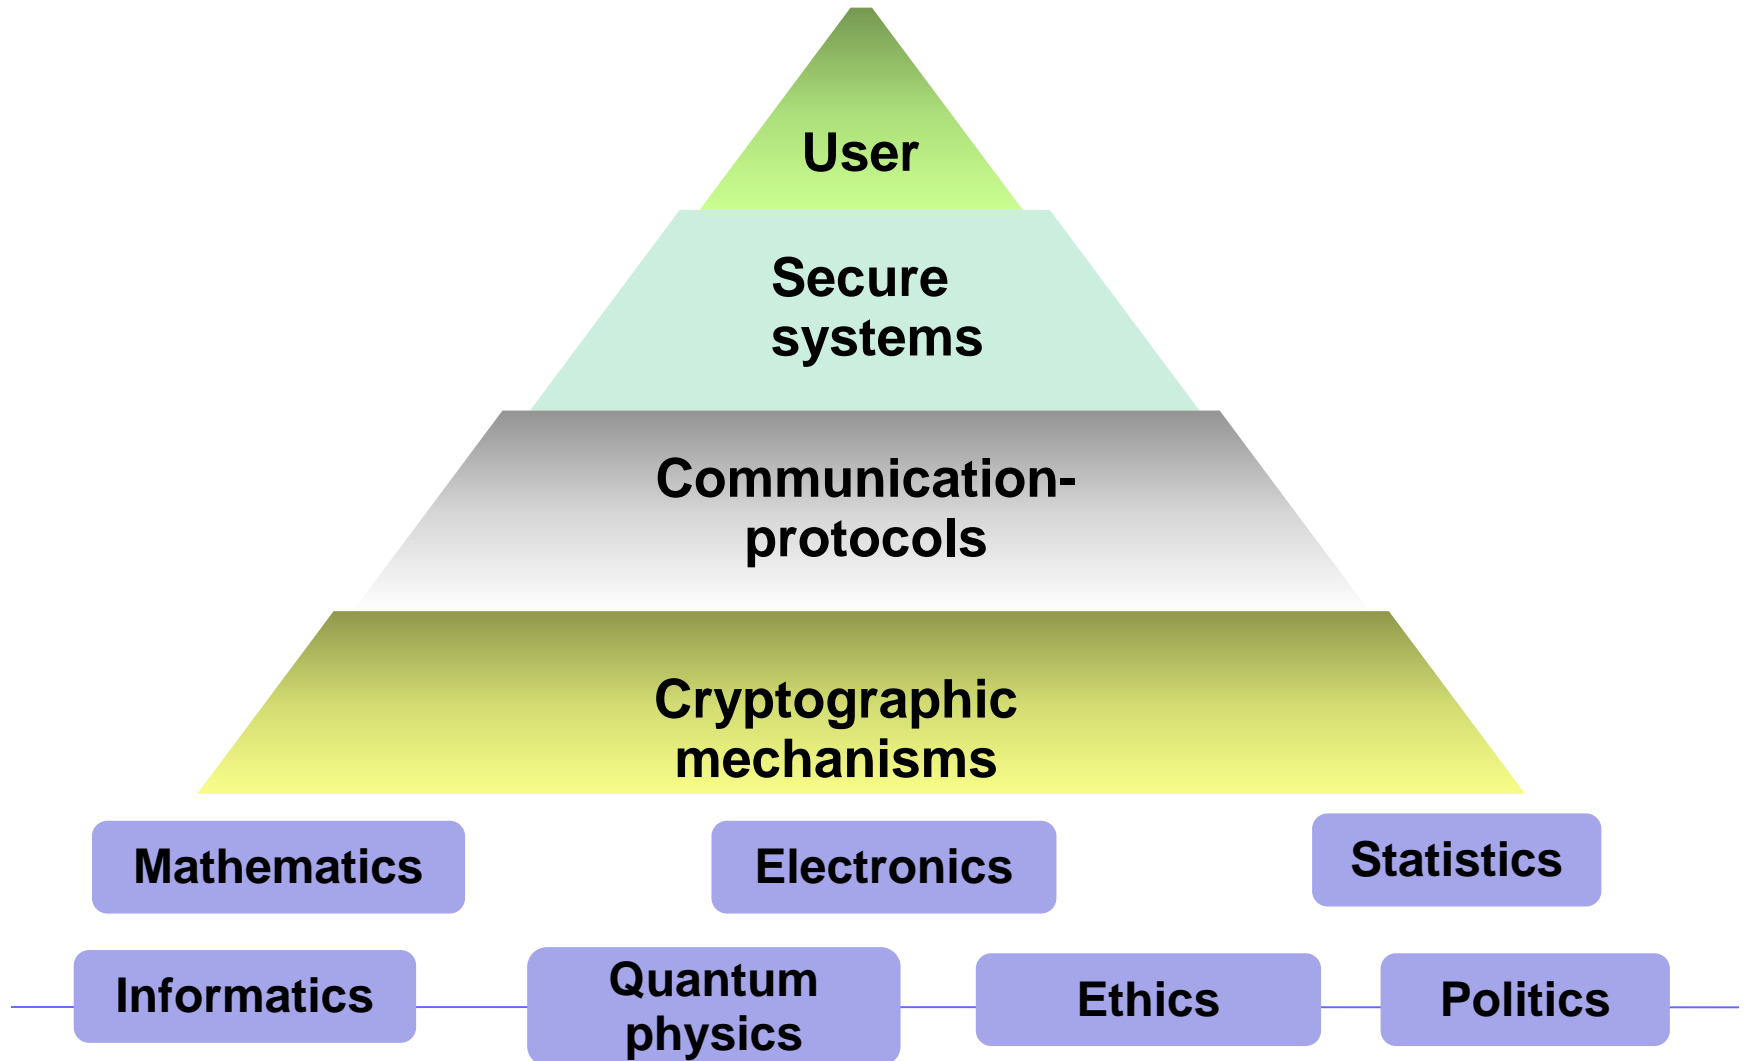 User
Secure
systems
Communication-
protocols
Cryptographic
mechanisms
Mathematics
Electronics
Statistics
Informatics
Quantum
physics
Ethics
Politics